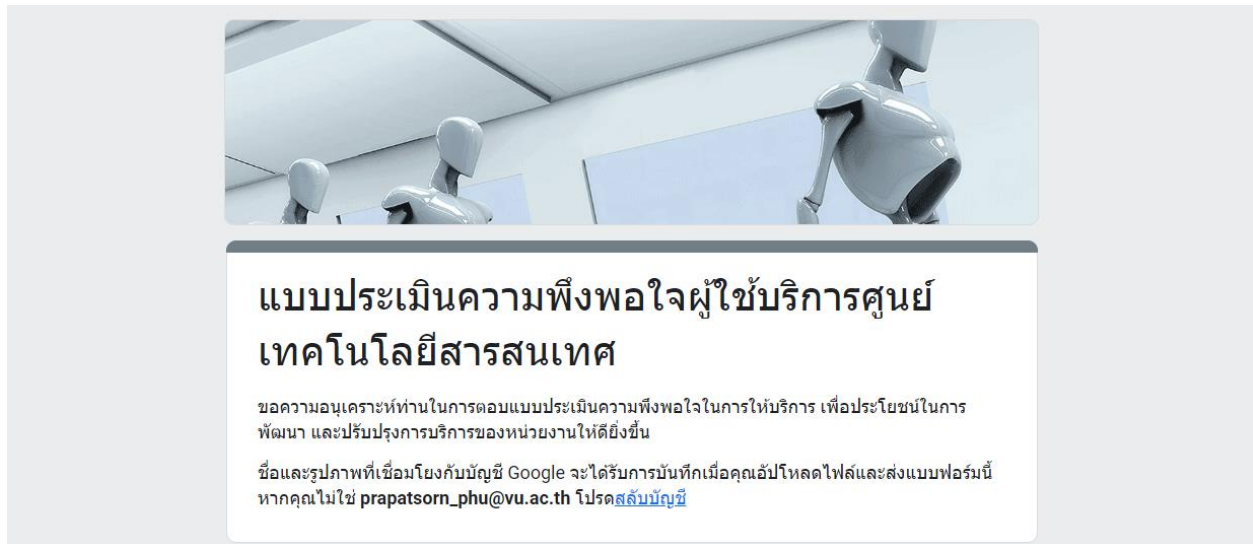 แบบประเมินความพึงพอใจผู้ใช้บริการศูนย์
เทคโนโลยีสารสนเทศ
ขอความอนุเคราะห์ท่านในการตอบแบบประเมินความพึงพอใจในการให้บริการ เพื่อประโยชน์ในการ
พัฒนา และปรับปรุงการบริการของหน่วยงานให้ดียิ่งขึ้น
ชื่อและรูปภาพที่เชื่อมโยงกับบัญชี Google จะได้รับการบันทึกเมื่อคุณอัปโหลดไฟล์และส่งแบบฟอร์มนี้
หากคุณไม่ใช่ prapatsorn_phu@vu.ac.th โปรดสลับบัญชี